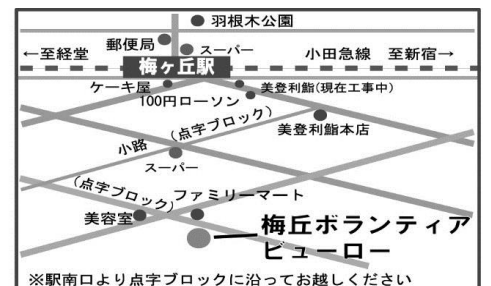 羽根木公園
郵便局
スーパー
←至経堂
小田急線 至新宿→
梅ヶ丘駅
ケーキ屋
美登利鮨(現在工事中)
100円ローソン
(点字ブロック)
美登利鮨本店
小路
スーパー
(点字ブロック)
ファミリーマート
美容室
梅丘ボランティア
ビューロー
※駅南口より点字ブロックに沿ってお越しください